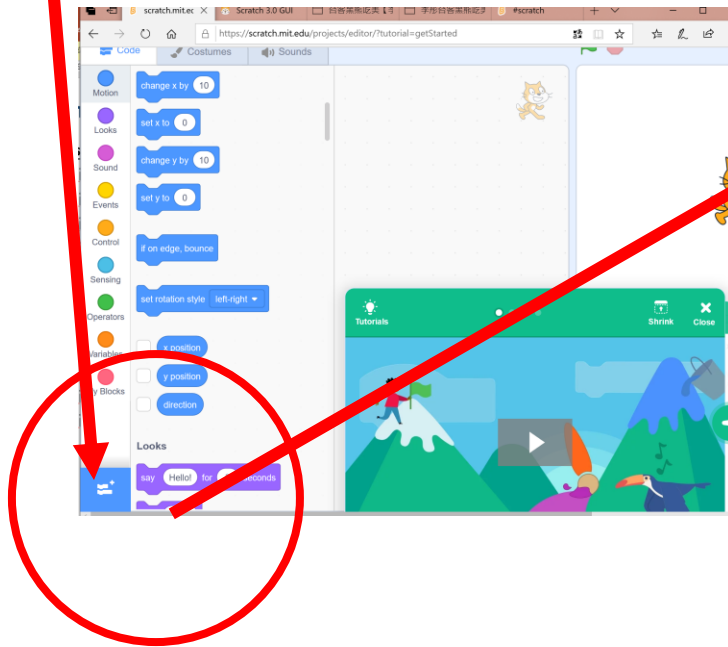 scratch.mit.ec
Scratch 3.0 GUI
#scratch
https://scratch.mit.edu/projects/editor/?tutorial=getStarted
Code
Costumes
Sounds
Motion
Looks
Sound
Events
Control
Sensing
Operators
Variables
y Blocks
change x by 10
set x to 0
change y by 10
set y to 0
if on edge, bounce
set rotation style left-right
x position
y position
direction
Looks
say Hello! for seconds
Tutorials
Shrink
Close